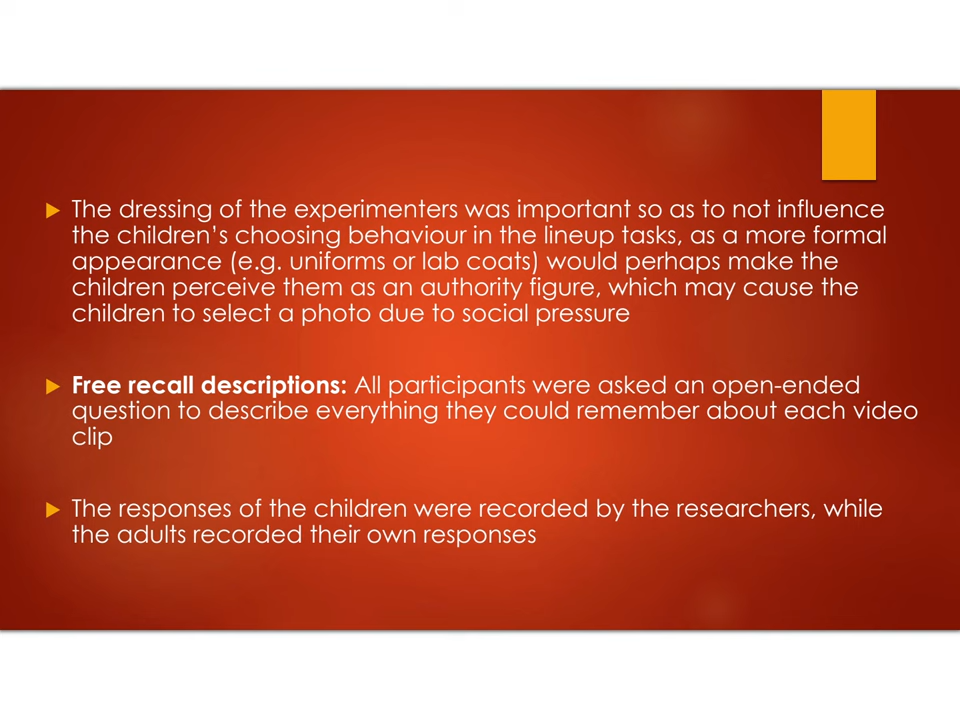 The dressing of the experimenters was important so as to not influence
the children's choosing behaviour in the lineup tasks, as a more formal
appearance (e.g. uniforms or lab coats) would perhaps make the
children perceive them as an authority figure, which may cause the
children to select a photo due to social pressure
Free recall descriptions: All participants were asked an open-ended
question to describe everything they could remember about each video
clip
The responses of the children were recorded by the researchers, while
the adults recorded their own responses